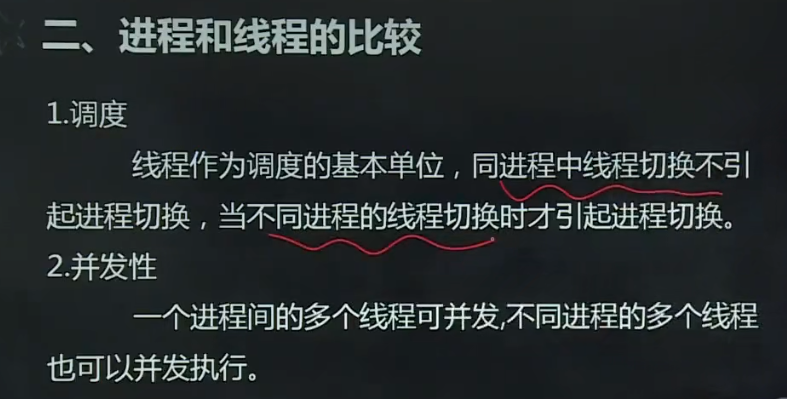 二、进程和线程的比较
1.调度
线程作为调度的基本单位，同进程中线程切换不引
起进程切换，当不同进程的线程切换时才引起进程切换。
2.并发性
一个进程间的多个线程可并发,不同进程的多个线程
也可以并发执行。